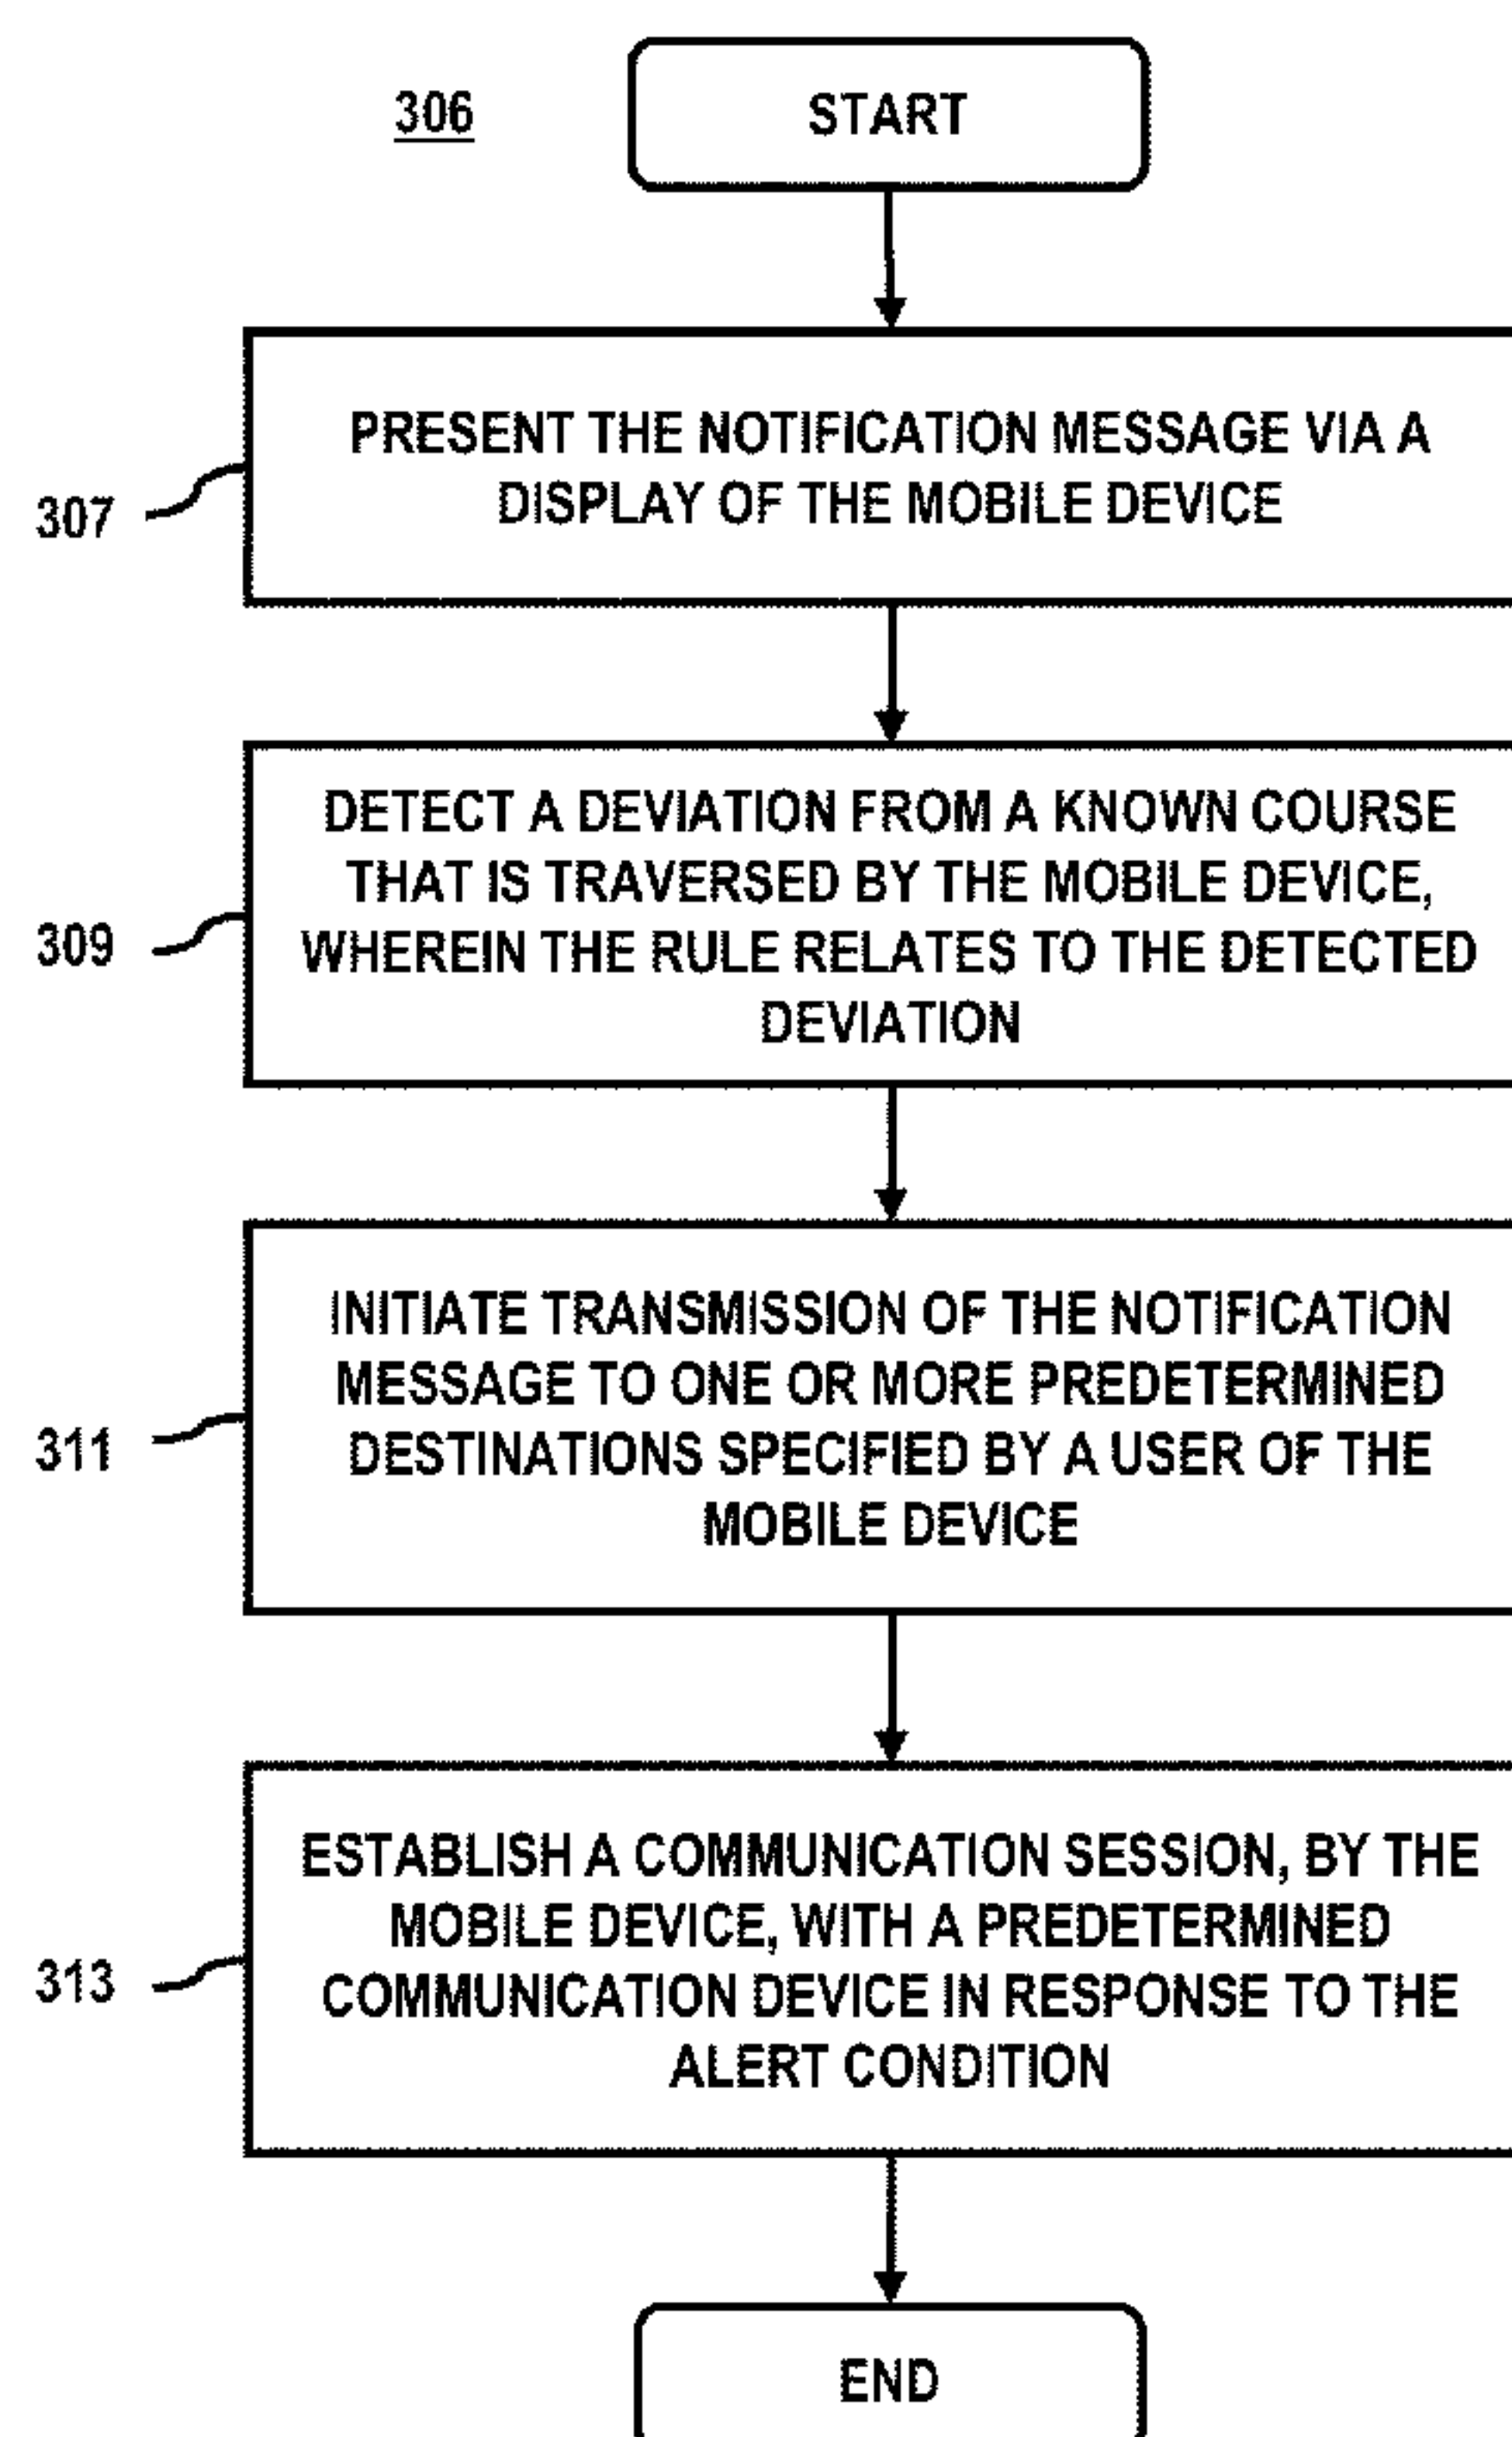 306
START
PRESENT THE NOTIFICATION MESSAGE VIA A
DISPLAY OF THE MOBILE DEVICE
307
DETECT A DEVIATION FROM A KNOWN COURSE
THAT IS TRAVERSED BY THE MOBILE DEVICE,
WHEREIN THE RULE RELATES TO THE DETECTED
DEVIATION
309
INITIATE TRANSMISSION OF THE NOTIFICATION
MESSAGE TO ONE OR MORE PREDETERMINED
DESTINATIONS SPECIFIED BY A USER OF THE
MOBILE DEVICE
311
ESTABLISH A COMMUNICATION SESSION, BY THE
MOBILE DEVICE, WITH A PREDETERMINED
COMMUNICATION DEVICE IN RESPONSE TO THE
ALERT CONDITION
313
END